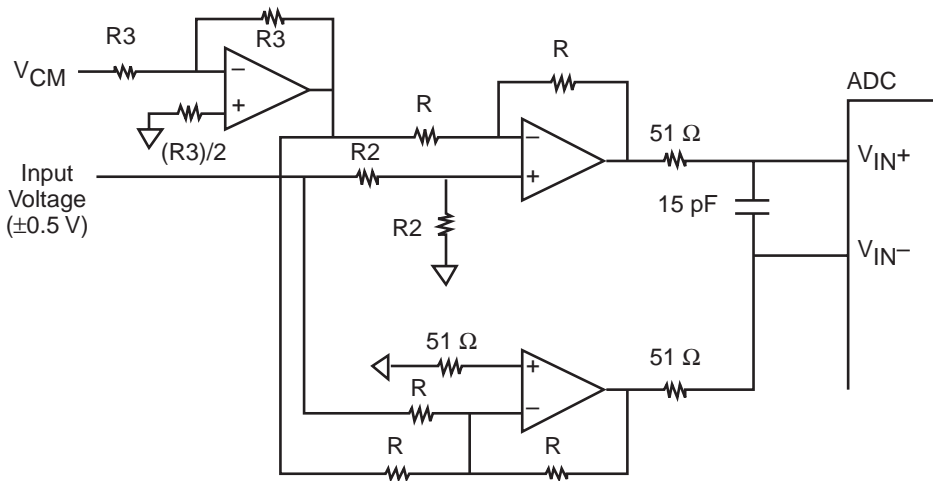 R3
R3
V_CM
(R3)/2
R
R
ADC
51 Ω
V_IN+
Input
Voltage
(±0.5 V)
R2
15 pF
R2
V_IN−
51 Ω
51 Ω
R
R
R